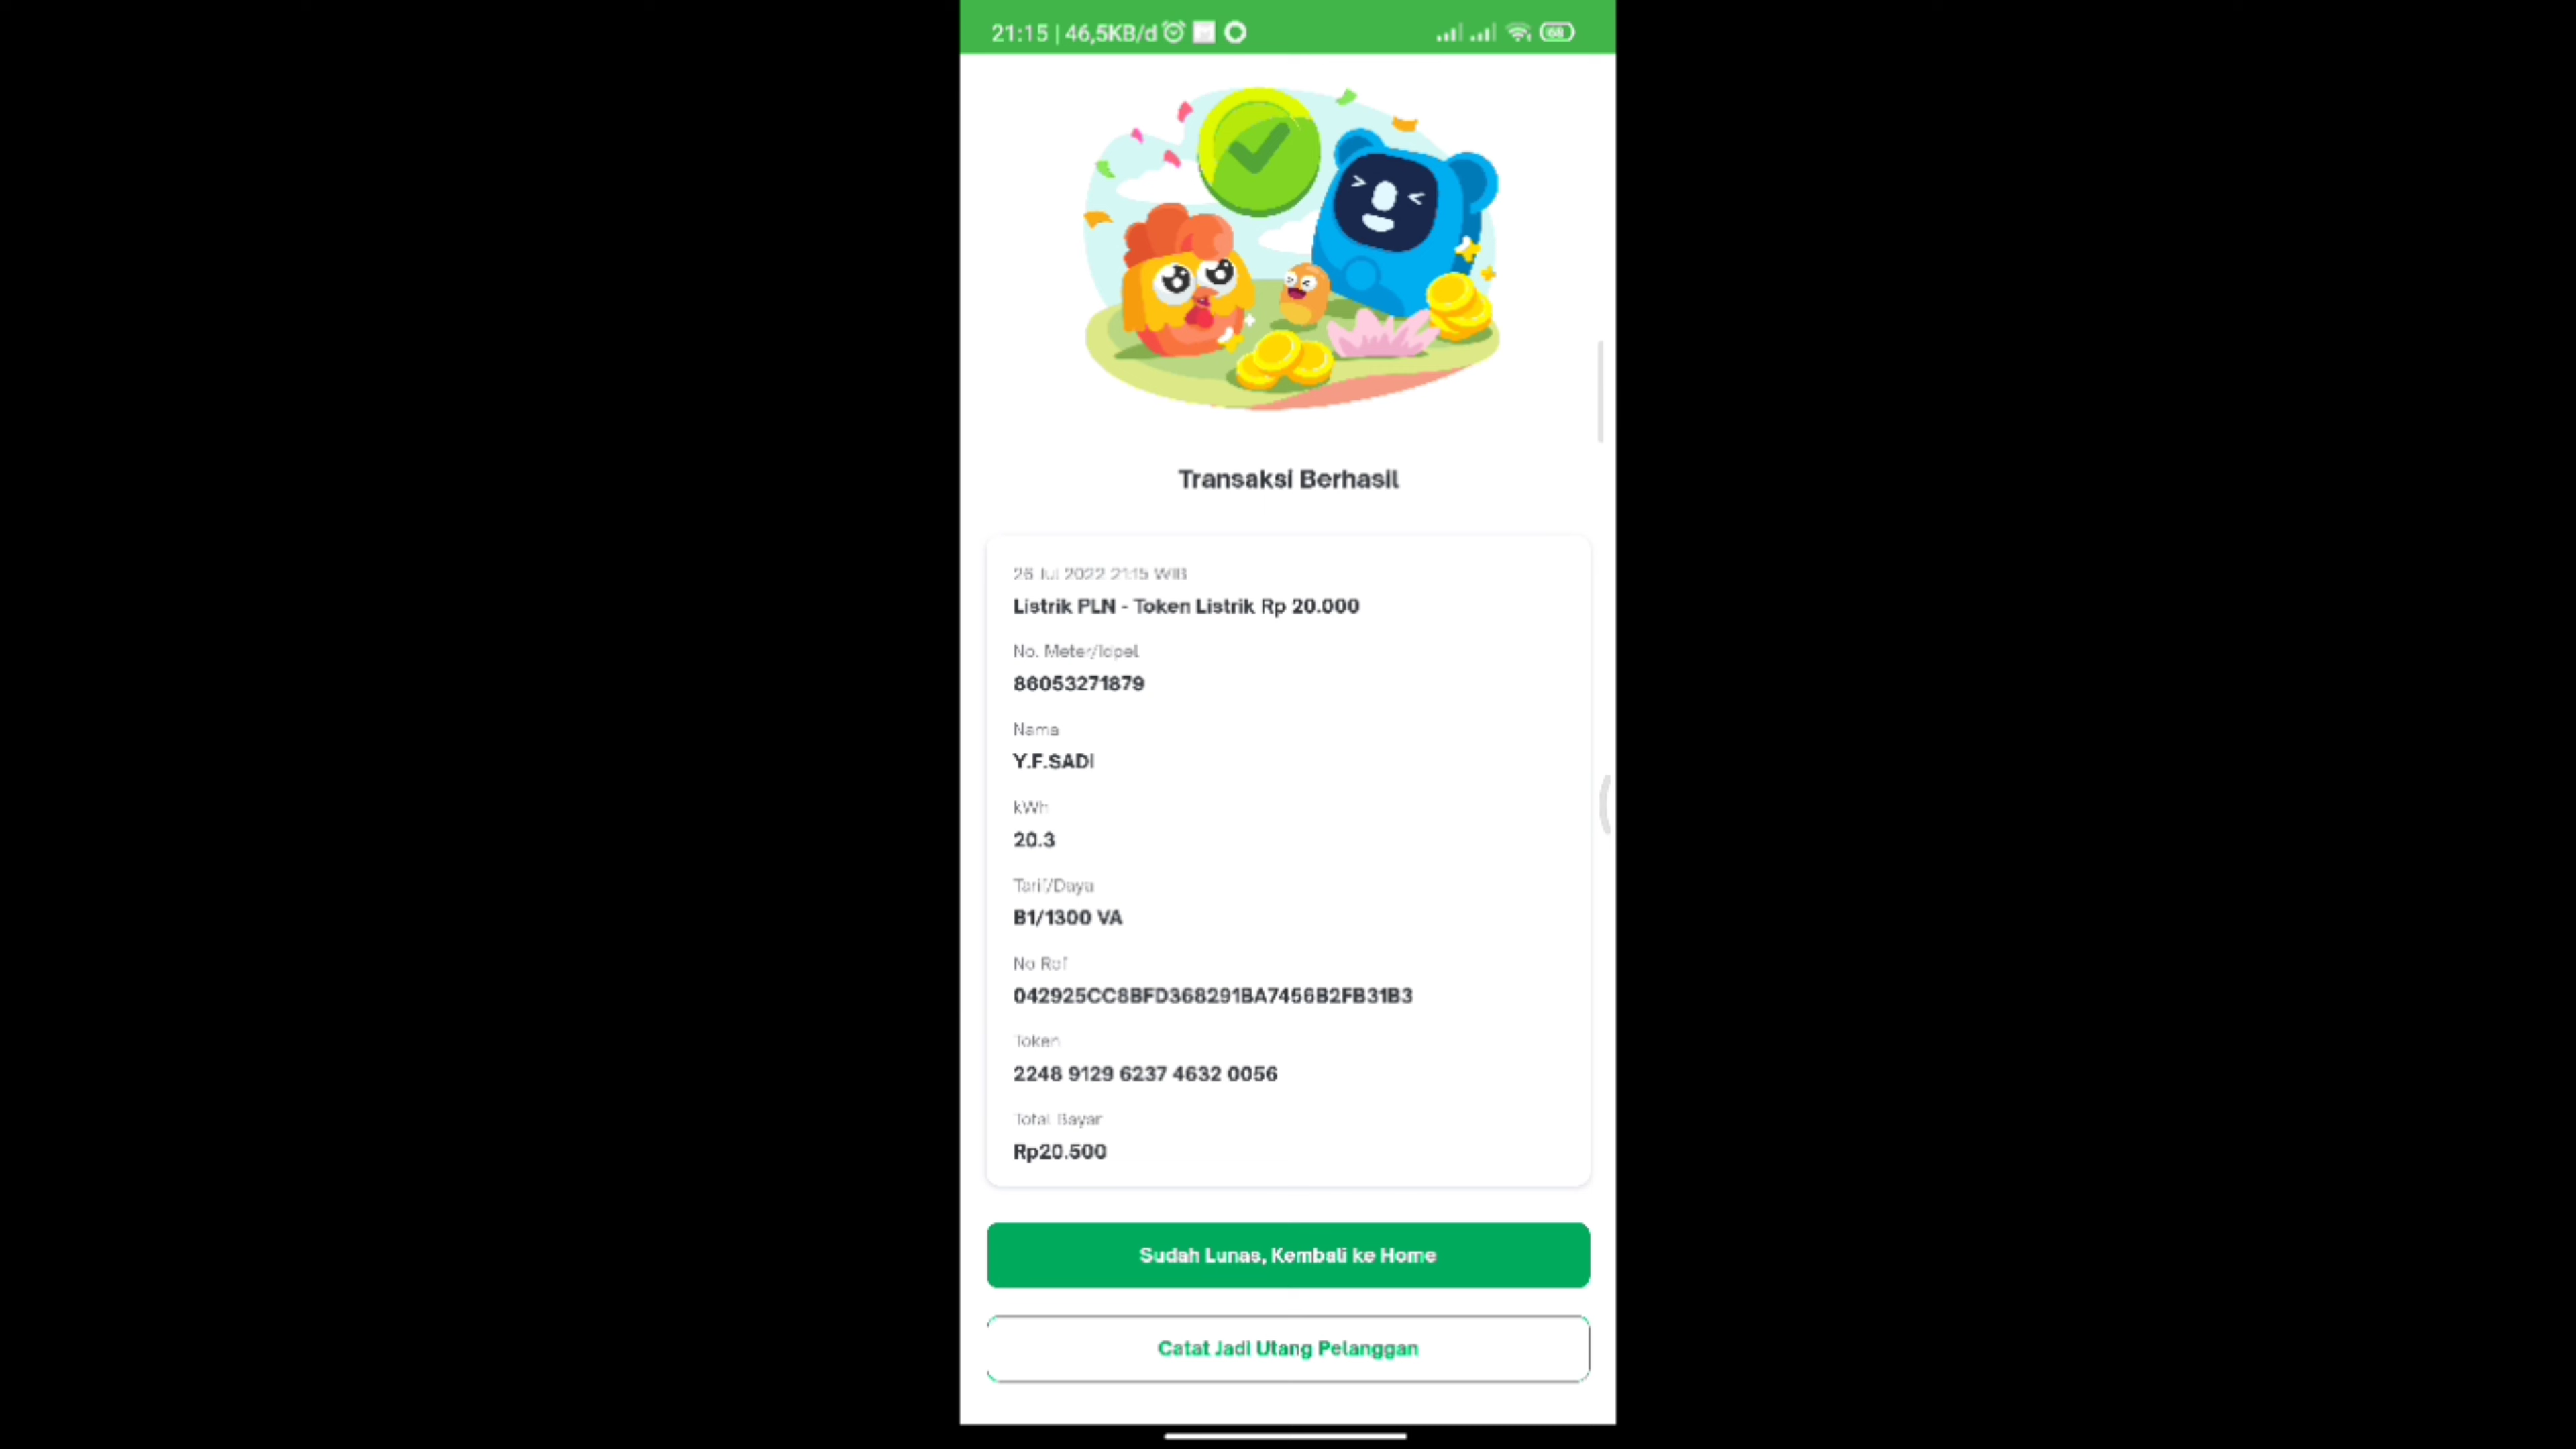 21:15 | 46,5KB/d
68
Transaksi Berhasil
26 Jul 2022 21:15 WIB
Listrik PLN - Token Listrik Rp 20.000
No. Meter/Idpel
86053271879
Nama
Y.F.SADI
kWh
20.3
Tarif/Daya
B1/1300 VA
No Ref
042925CC8BFD368291BA7456B2FB31B3
Token
2248 9129 6237 4632 0056
Total Bayar
Rp20.500
Sudah Lunas, Kembali ke Home
Catat Jadi Utang Pelanggan